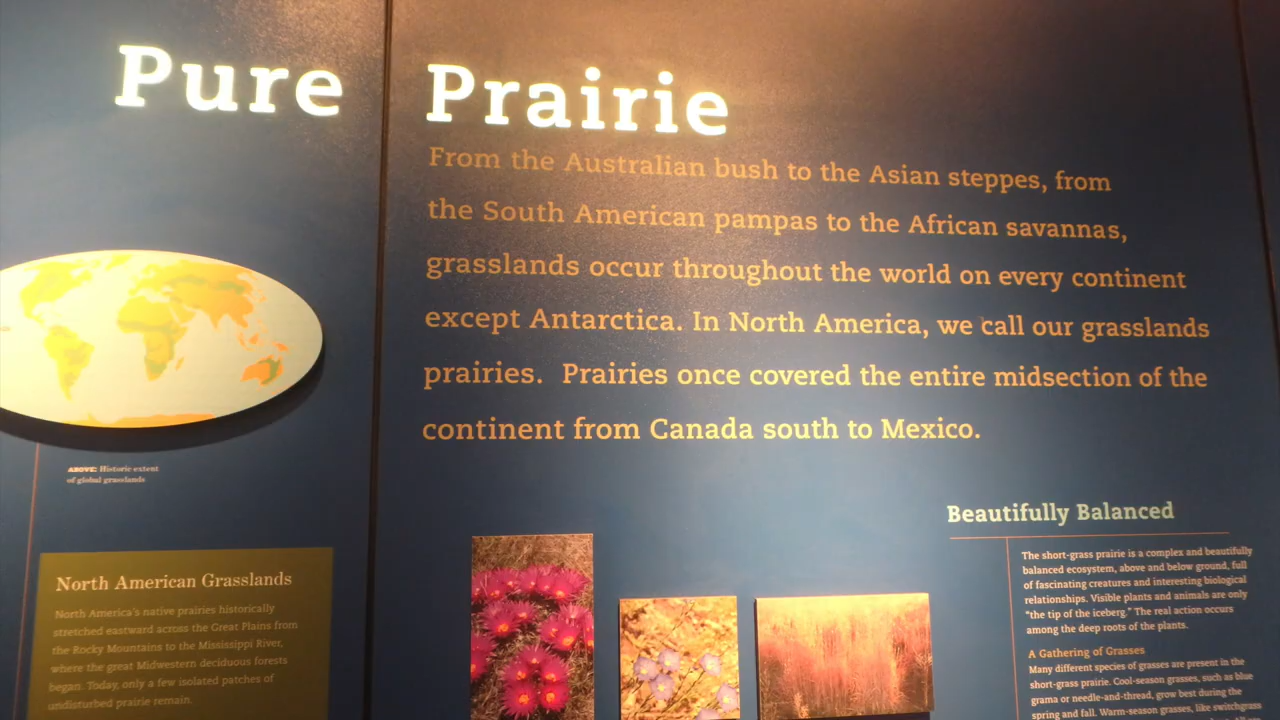 Pure Prairie
From the Australian bush to the Asian steppes, from
the South American pampas to the African savannas,
grasslands occur throughout the world on every continent
except Antarctica. In North America, we call our grasslands
prairies. Prairies once covered the entire midsection of the
continent from Canada south to Mexico.
ABOVE: Historic extent
of global grasslands
North American Grasslands
North America's native prairies historically
stretched eastward across the Great Plains from
the Rocky Mountains to the Mississippi River,
where the great Midwestern deciduous forests
began. Today, only a few isolated patches of
undisturbed prairie remain.
Beautifully Balanced
The short-grass prairie is a complex and beautifully
balanced ecosystem, above and below ground, full
of fascinating creatures and interesting biological
relationships. Visible plants and animals are only
"the tip of the iceberg." The real action occurs
among the deep roots of the plants.
A Gathering of Grasses
Many different species of grasses are present in the
short-grass prairie. Cool-season grasses, such as blue
grama or needle-and-thread, grow best during the
spring and fall. Warm-season grasses, like switchgrass